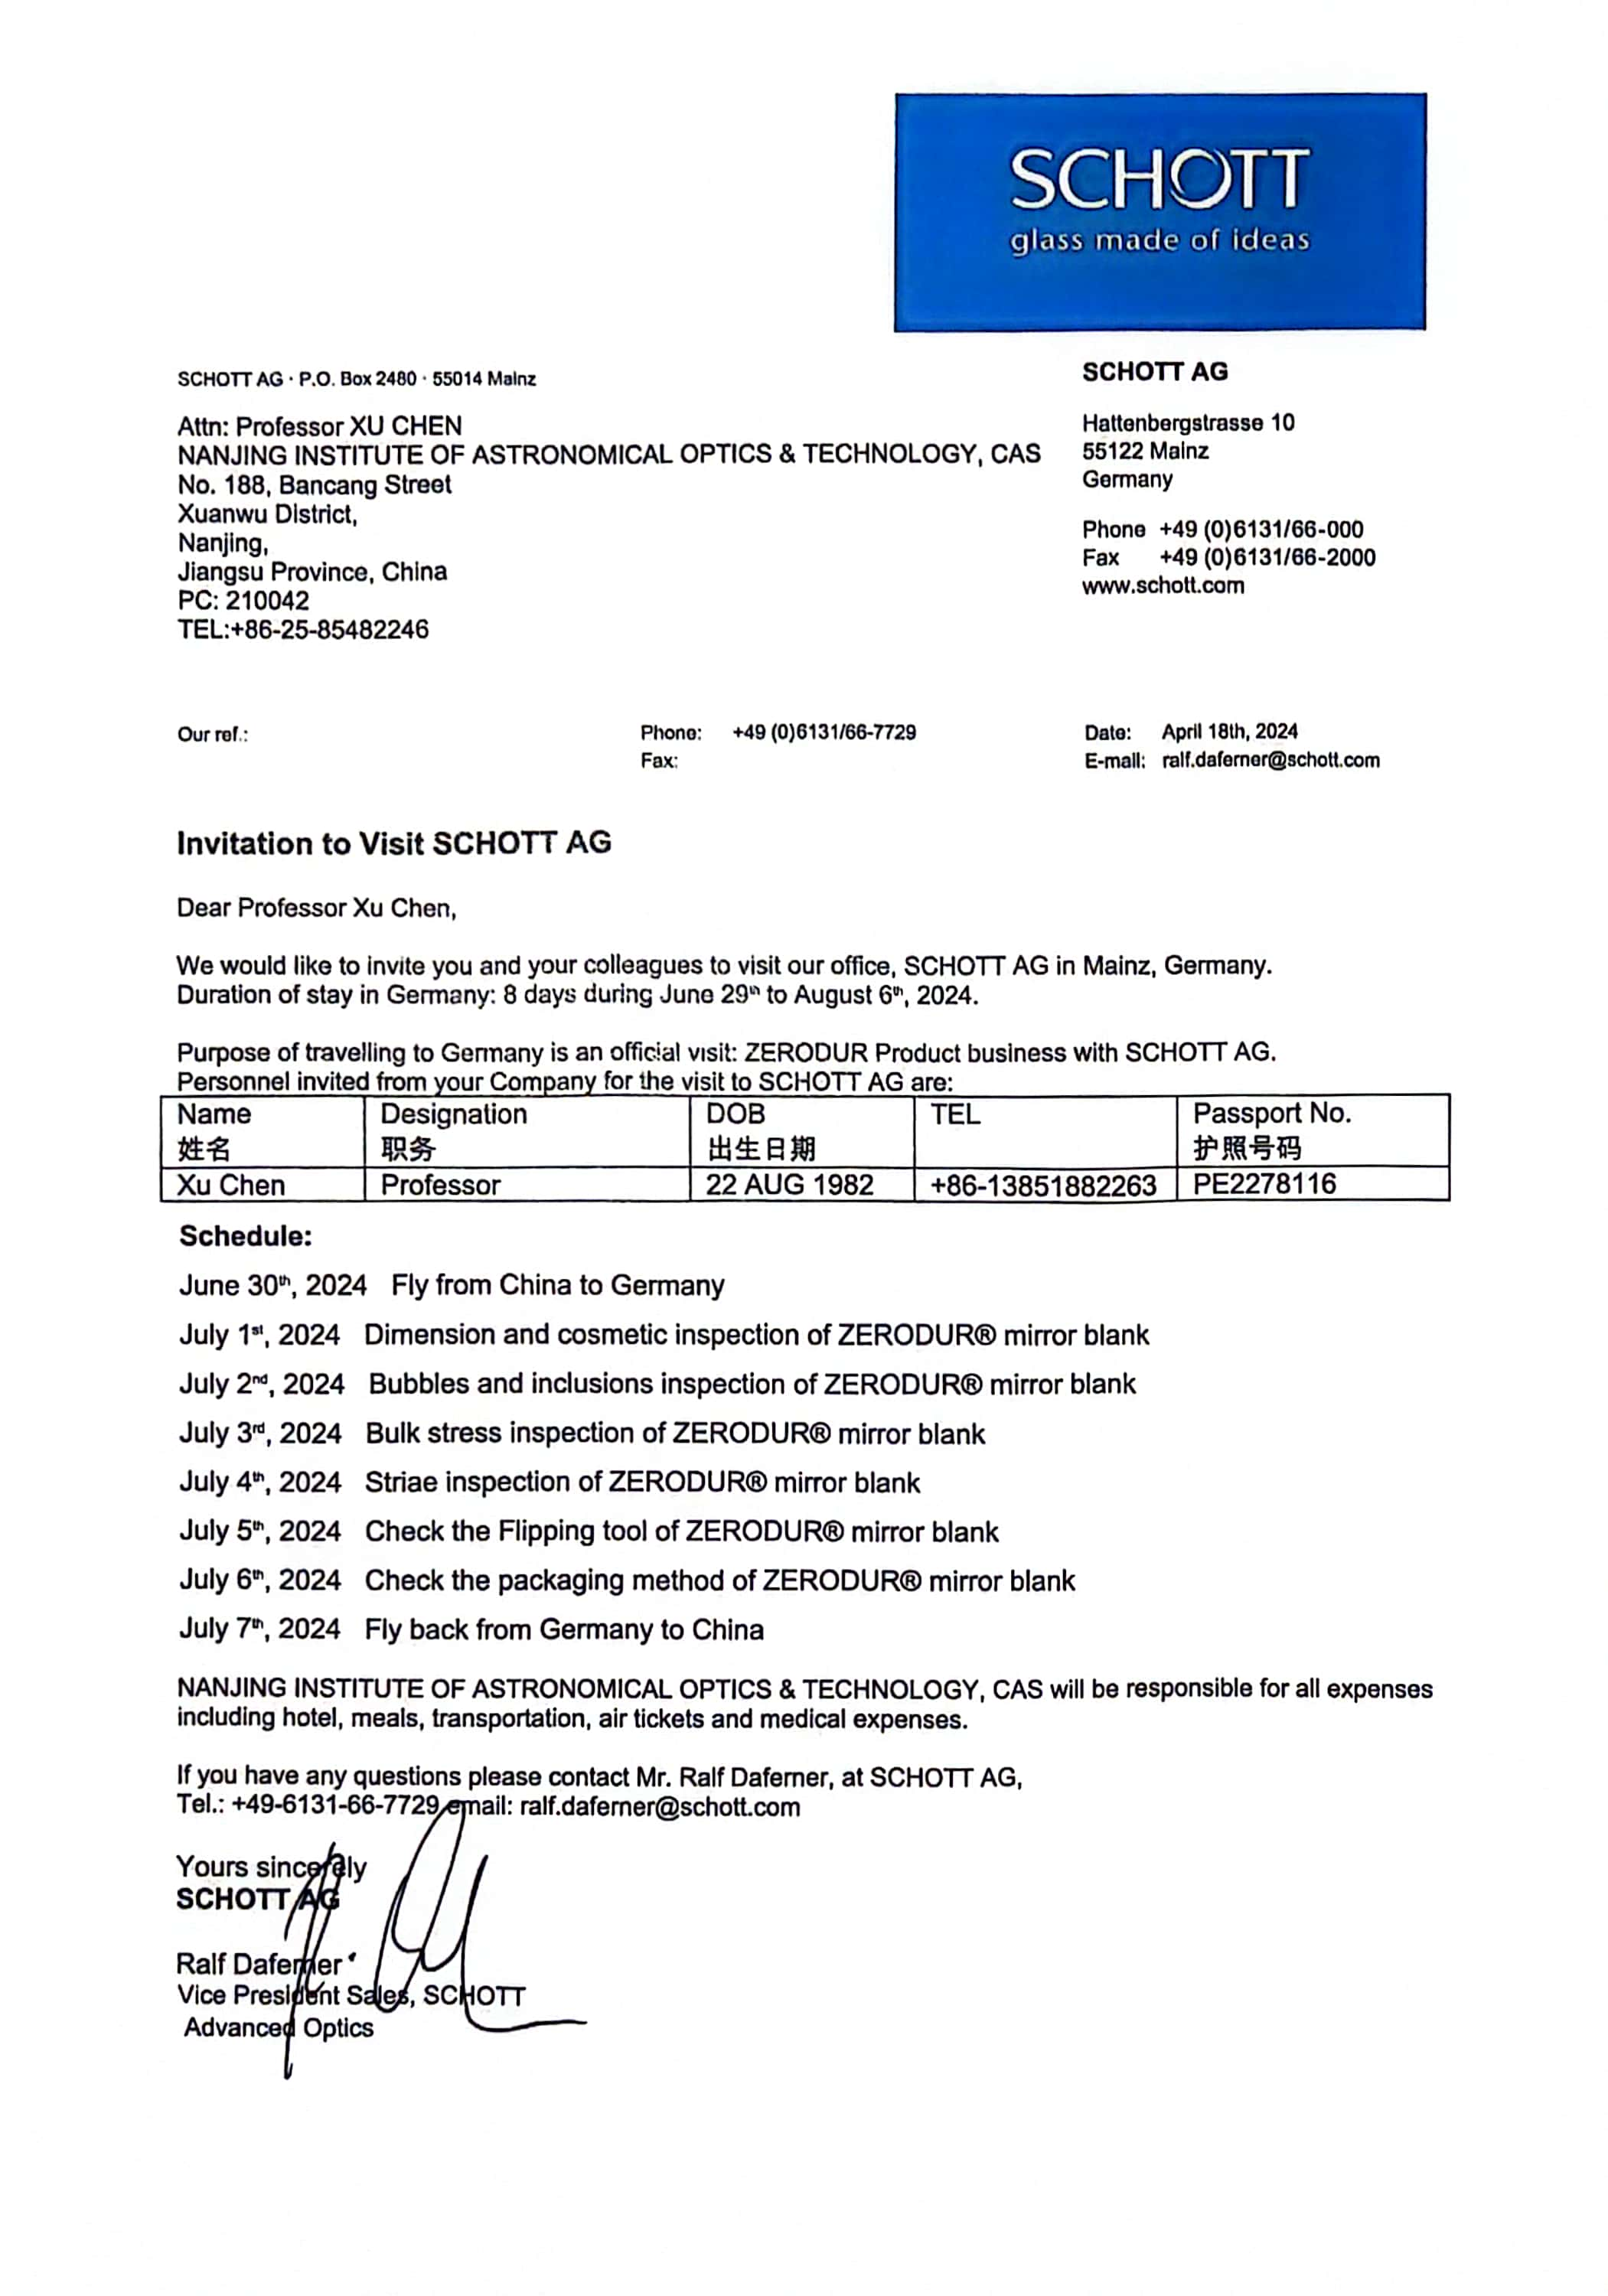 SCHOTT
glass made of ideas
SCHOTT AG · P.O. Box 2480 · 55014 Mainz
Attn: Professor XU CHEN
NANJING INSTITUTE OF ASTRONOMICAL OPTICS & TECHNOLOGY, CAS
No. 188, Bancang Street
Xuanwu District,
Nanjing,
Jiangsu Province, China
PC: 210042
TEL:+86-25-85482246
SCHOTT AG
Hattenbergstrasse 10
55122 Mainz
Germany
Phone +49 (0)6131/66-000
Fax +49 (0)6131/66-2000
www.schott.com
Our ref.:
Phone: +49 (0)6131/66-7729
Fax:
Date: April 18th, 2024
E-mail: ralf.daferner@schott.com
Invitation to Visit SCHOTT AG
Dear Professor Xu Chen,
We would like to invite you and your colleagues to visit our office, SCHOTT AG in Mainz, Germany.
Duration of stay in Germany: 8 days during June 29th to August 6th, 2024.
Purpose of travelling to Germany is an official visit: ZERODUR Product business with SCHOTT AG.
Personnel invited from your Company for the visit to SCHOTT AG are:
Name Designation DOB TEL Passport No.
姓名 职务 出生日期 护照号码
Xu Chen Professor 22 AUG 1982 +86-13851882263 PE2278116
Schedule:
June 30th, 2024 Fly from China to Germany
July 1st, 2024 Dimension and cosmetic inspection of ZERODUR® mirror blank
July 2nd, 2024 Bubbles and inclusions inspection of ZERODUR® mirror blank
July 3rd, 2024 Bulk stress inspection of ZERODUR® mirror blank
July 4th, 2024 Striae inspection of ZERODUR® mirror blank
July 5th, 2024 Check the Flipping tool of ZERODUR® mirror blank
July 6th, 2024 Check the packaging method of ZERODUR® mirror blank
July 7th, 2024 Fly back from Germany to China
NANJING INSTITUTE OF ASTRONOMICAL OPTICS & TECHNOLOGY, CAS will be responsible for all expenses
including hotel, meals, transportation, air tickets and medical expenses.
If you have any questions please contact Mr. Ralf Daferner, at SCHOTT AG,
Tel.: +49-6131-66-7729 email: ralf.daferner@schott.com
Yours sincerely
SCHOTT AG
Ralf Daferner
Vice President Sales, SCHOTT
Advanced Optics